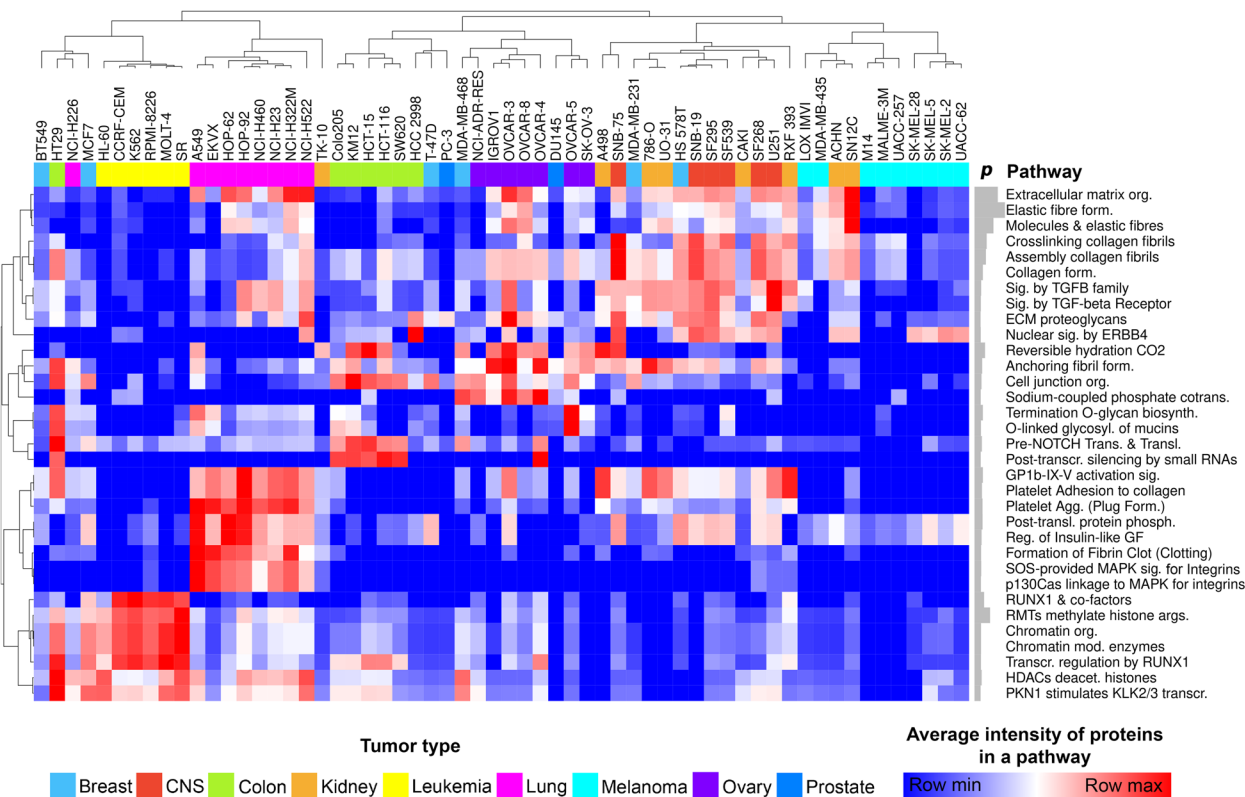 BT549
HT29
NCI-H226
MCF7
HL-60
CCRF-CEM
K562
RPMI-8226
MOLT-4
SR
A549
EKVX
HOP-62
HOP-92
NCI-H460
NCI-H23
NCI-H322M
NCI-H522
TK-10
Colo205
KM12
HCT-15
HCT-116
SW620
HCC 2998
T-47D
PC-3
MDA-MB-468
NCI-ADR-RES
IGROV1
OVCAR-3
OVCAR-8
OVCAR-4
DU145
OVCAR-5
SK-OV-3
A498
SNB-75
MDA-MB-231
786-O
UO-31
HS 578T
SNB-19
SF295
SF539
CAKI
SF268
U251
RXF 393
LOX IMVI
MDA-MB-435
ACHN
SN12C
M14
MALME-3M
UACC-257
SK-MEL-28
SK-MEL-5
SK-MEL-2
UACC-62
p Pathway
Extracellular matrix org.
Elastic fibre form.
Molecules & elastic fibres
Crosslinking collagen fibrils
Assembly collagen fibrils
Collagen form.
Sig. by TGFB family
Sig. by TGF-beta Receptor
ECM proteoglycans
Nuclear sig. by ERBB4
Reversible hydration CO2
Anchoring fibril form.
Cell junction org.
Sodium-coupled phosphate cotrans.
Termination O-glycan biosynth.
O-linked glycosyl. of mucins
Pre-NOTCH Trans. & Transl.
Post-transcr. silencing by small RNAs
GP1b-IX-V activation sig.
Platelet Adhesion to collagen
Platelet Agg. (Plug Form.)
Post-transl. protein phosph.
Reg. of Insulin-like GF
Formation of Fibrin Clot (Clotting)
SOS-provided MAPK sig. for Integrins
p130Cas linkage to MAPK for integrins
RUNX1 & co-factors
RMTs methylate histone args.
Chromatin org.
Chromatin mod. enzymes
Transcr. regulation by RUNX1
HDACs deacet. histones
PKN1 stimulates KLK2/3 transcr.
Tumor type
Breast CNS Colon Kidney Leukemia Lung Melanoma Ovary Prostate
Average intensity of proteins
in a pathway
Row min Row max